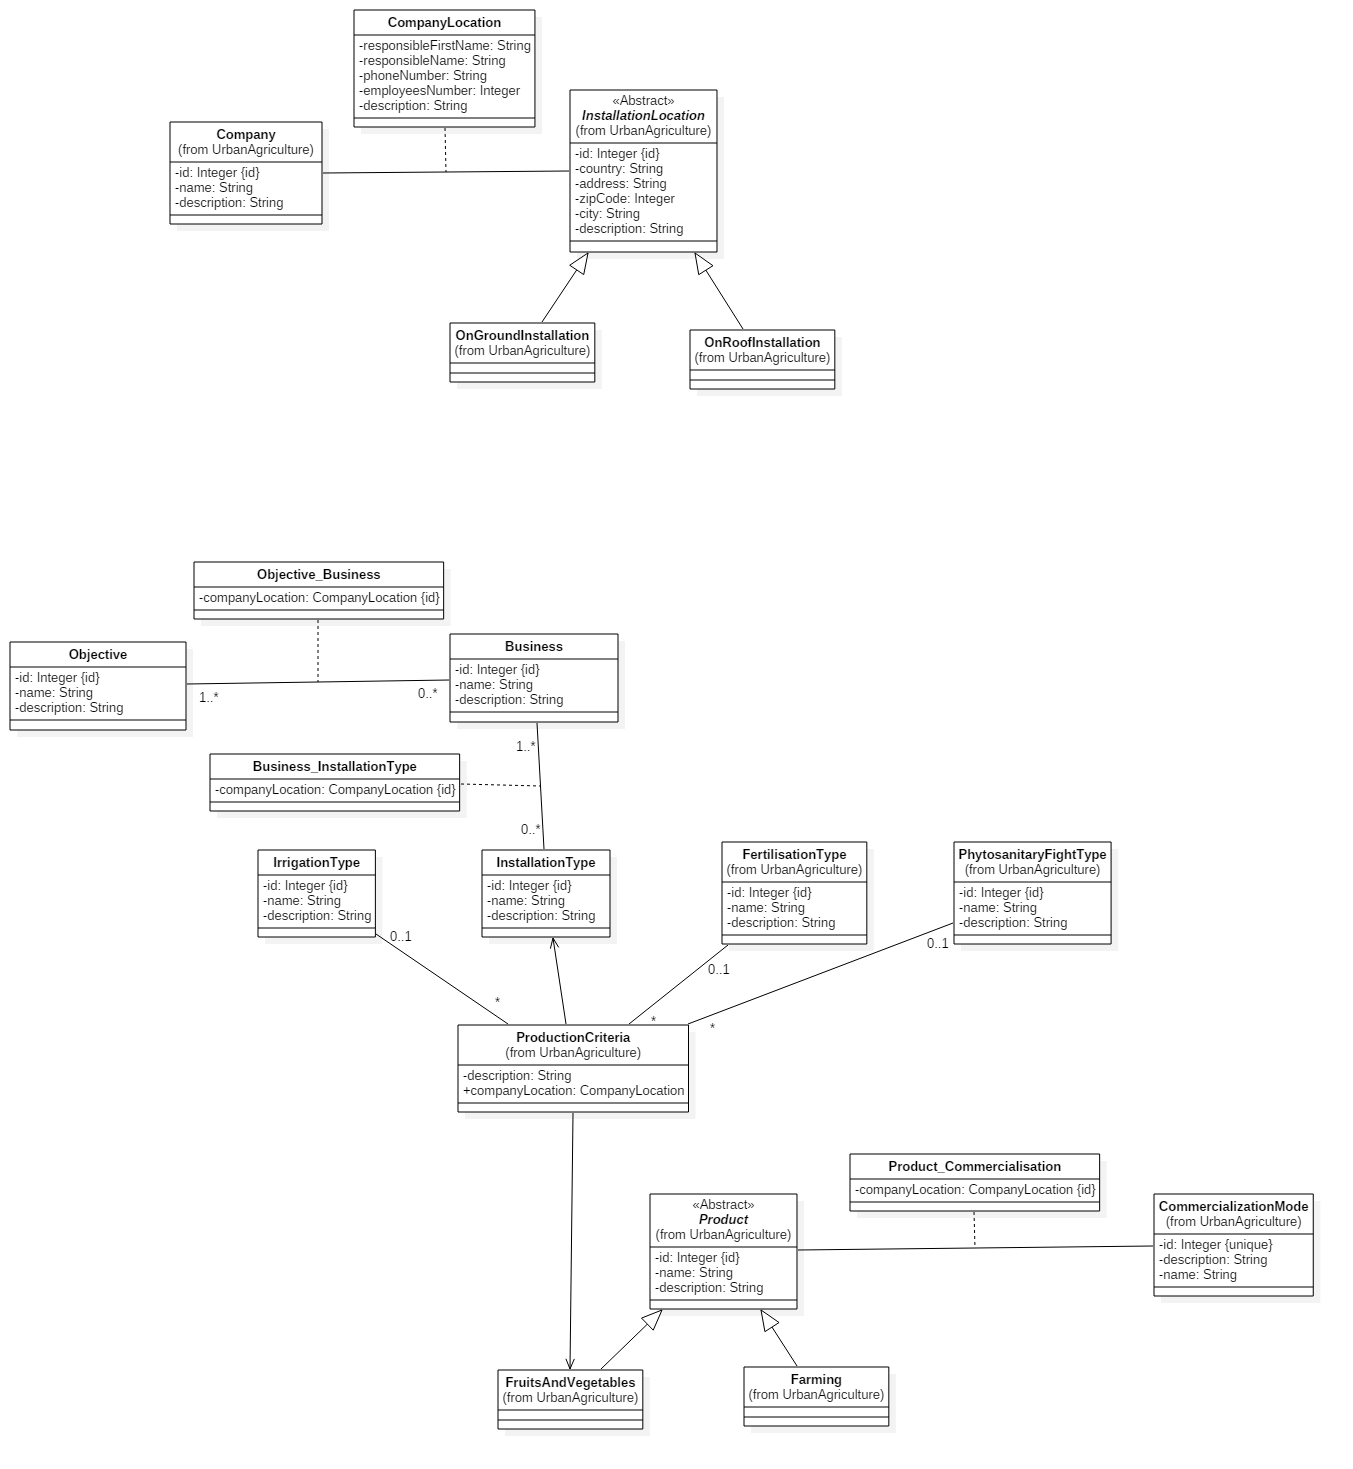 CompanyLocation
-responsibleFirstName: String
-responsibleName: String
-phoneNumber: String
-employeesNumber: Integer
-description: String
«Abstract»
InstallationLocation
(from UrbanAgriculture)
-id: Integer {id}
-country: String
-address: String
-zipCode: Integer
-city: String
-description: String
Company
(from UrbanAgriculture)
-id: Integer {id}
-name: String
-description: String
OnGroundInstallation
(from UrbanAgriculture)
OnRoofInstallation
(from UrbanAgriculture)
Objective_Business
-companyLocation: CompanyLocation {id}
Objective
-id: Integer {id}
-name: String
-description: String
1..*
0..*
Business
-id: Integer {id}
-name: String
-description: String
1..*
Business_InstallationType
-companyLocation: CompanyLocation {id}
0..*
IrrigationType
-id: Integer {id}
-name: String
-description: String
0..1
*
InstallationType
-id: Integer {id}
-name: String
-description: String
FertilisationType
(from UrbanAgriculture)
-id: Integer {id}
-name: String
-description: String
0..1
*
PhytosanitaryFightType
(from UrbanAgriculture)
-id: Integer {id}
-name: String
-description: String
0..1
*
ProductionCriteria
(from UrbanAgriculture)
-description: String
+companyLocation: CompanyLocation
Product_Commercialisation
-companyLocation: CompanyLocation {id}
«Abstract»
Product
(from UrbanAgriculture)
-id: Integer {id}
-name: String
-description: String
CommercializationMode
(from UrbanAgriculture)
-id: Integer {unique}
-description: String
-name: String
FruitsAndVegetables
(from UrbanAgriculture)
Farming
(from UrbanAgriculture)